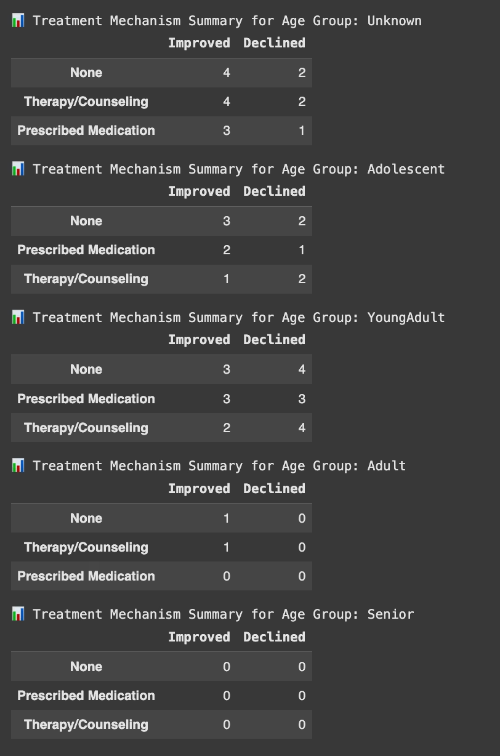 📊 Treatment Mechanism Summary for Age Group: Unknown
Improved Declined
None 4 2
Therapy/Counseling 4 2
Prescribed Medication 3 1
📊 Treatment Mechanism Summary for Age Group: Adolescent
Improved Declined
None 3 2
Prescribed Medication 2 1
Therapy/Counseling 1 2
📊 Treatment Mechanism Summary for Age Group: YoungAdult
Improved Declined
None 3 4
Prescribed Medication 3 3
Therapy/Counseling 2 4
📊 Treatment Mechanism Summary for Age Group: Adult
Improved Declined
None 1 0
Therapy/Counseling 1 0
Prescribed Medication 0 0
📊 Treatment Mechanism Summary for Age Group: Senior
Improved Declined
None 0 0
Prescribed Medication 0 0
Therapy/Counseling 0 0